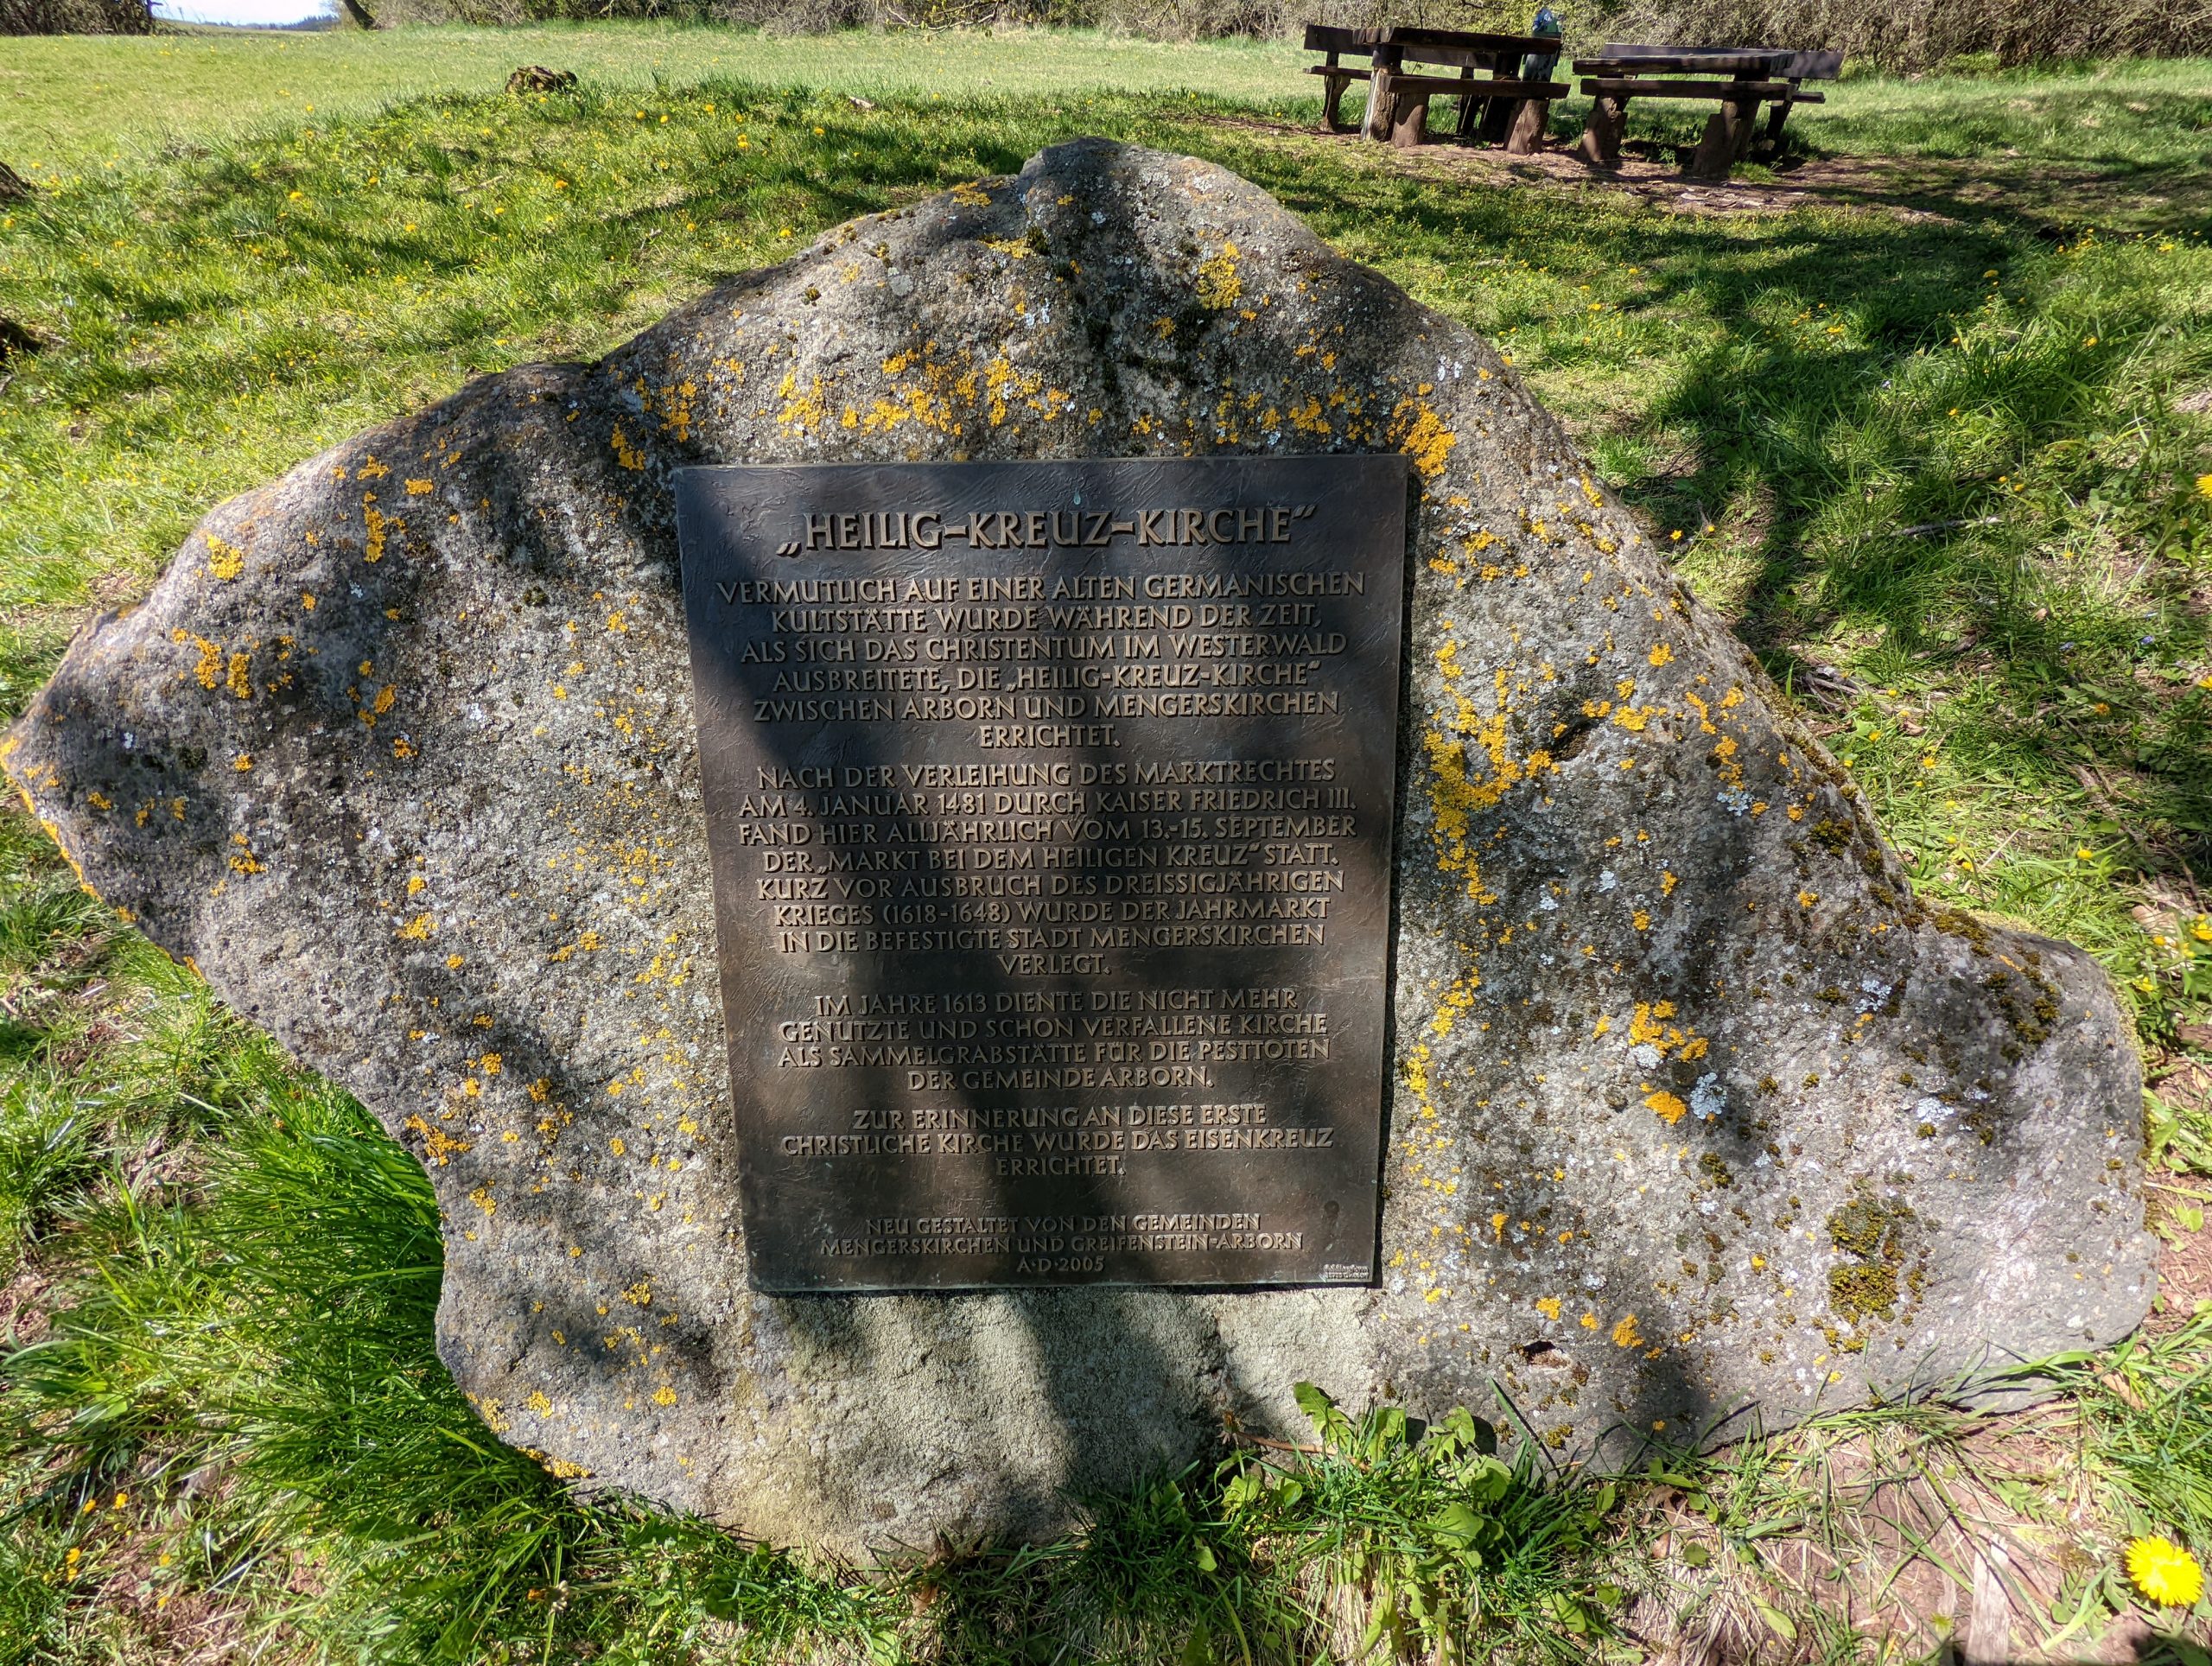 „HEILIG-KREUZ-KIRCHE“
VERMUTLICH AUF EINER ALTEN GERMANISCHEN
KULTSTÄTTE WURDE WÄHREND DER ZEIT,
ALS SICH DAS CHRISTENTUM IM WESTERWALD
AUSBREITETE, DIE „HEILIG-KREUZ-KIRCHE“
ZWISCHEN ARBORN UND MENGERSKIRCHEN
ERRICHTET.
NACH DER VERLEIHUNG DES MARKTRECHTES
AM 4. JANUAR 1481 DURCH KAISER FRIEDRICH III.
FAND HIER ALLJÄHRLICH VOM 13.-15. SEPTEMBER
DER „MARKT BEI DEM HEILIGEN KREUZ“ STATT.
KURZ VOR AUSBRUCH DES DREISSIGJÄHRIGEN
KRIEGES (1618-1648) WURDE DER JAHRMARKT
IN DIE BEFESTIGTE STADT MENGERSKIRCHEN
VERLEGT.
IM JAHRE 1613 DIENTE DIE NICHT MEHR
GENUTZTE UND SCHON VERFALLENE KIRCHE
ALS SAMMELGRABSTÄTTE FÜR DIE PESTTOTEN
DER GEMEINDE ARBORN.
ZUR ERINNERUNG AN DIESE ERSTE
CHRISTLICHE KIRCHE WURDE DAS EISENKREUZ
ERRICHTET.
NEU GESTALTET VON DEN GEMEINDEN
MENGERSKIRCHEN UND GREIFENSTEIN-ARBORN
A·D·2005